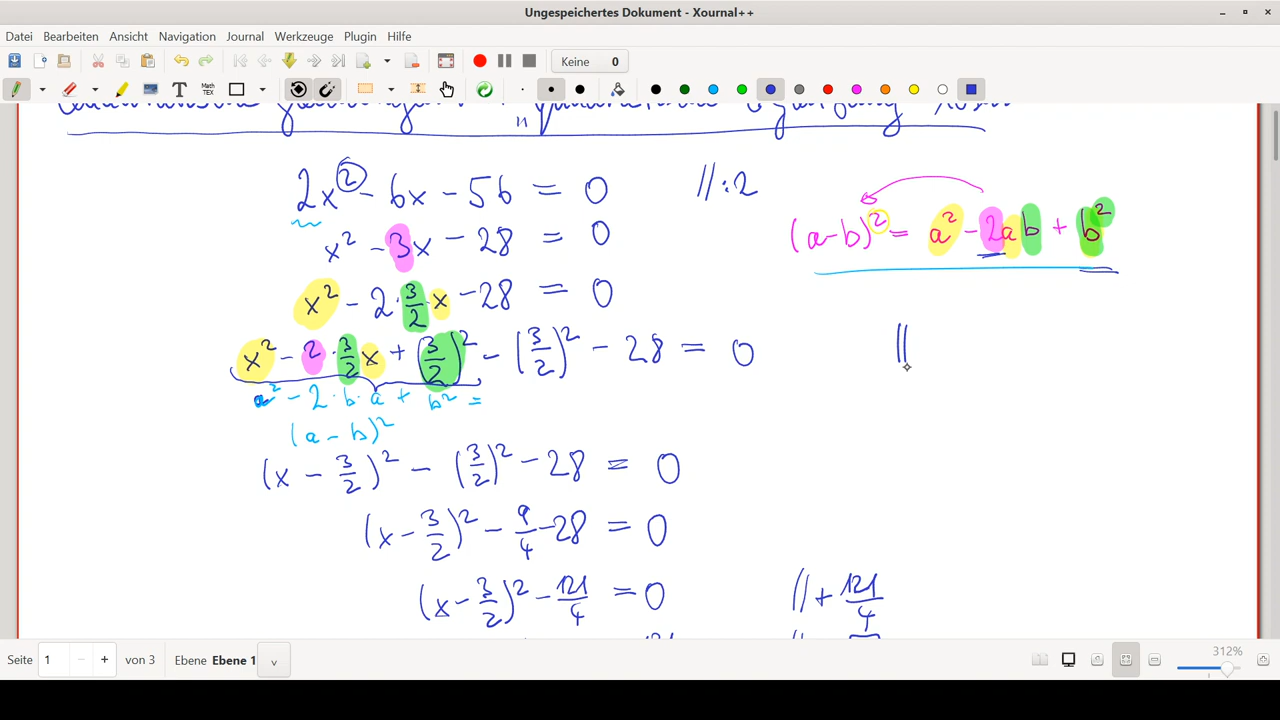 Ungespeichertes Dokument - Xournal++
Datei Bearbeiten Ansicht Navigation Journal Werkzeuge Plugin Hilfe
Keine 0
T Math TEX
2x² - 6x - 56 = 0 // :2
(a-b)² = a² - 2ab + b²
x² - 3x - 28 = 0
x² - 2·3/2·x - 28 = 0
x² - 2·3/2 x + (3/2)² - (3/2)² - 28 = 0 ||
a² - 2·b·a + b² =
(a - b)²
(x - 3/2)² - (3/2)² - 28 = 0
(x - 3/2)² - 9/4 - 28 = 0
(x - 3/2)² - 121/4 = 0 // + 121/4
Seite 1 - + von 3 Ebene Ebene 1 312%